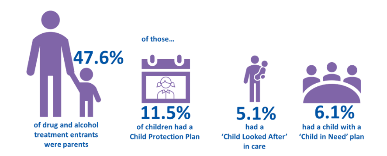 47.6%
of drug and alcohol
treatment entrants
were parents
of those...
11.5%
of children had a
Child Protection Plan
5.1%
had a
'Child Looked After'
in care
6.1%
had a child with a
'Child in Need' plan